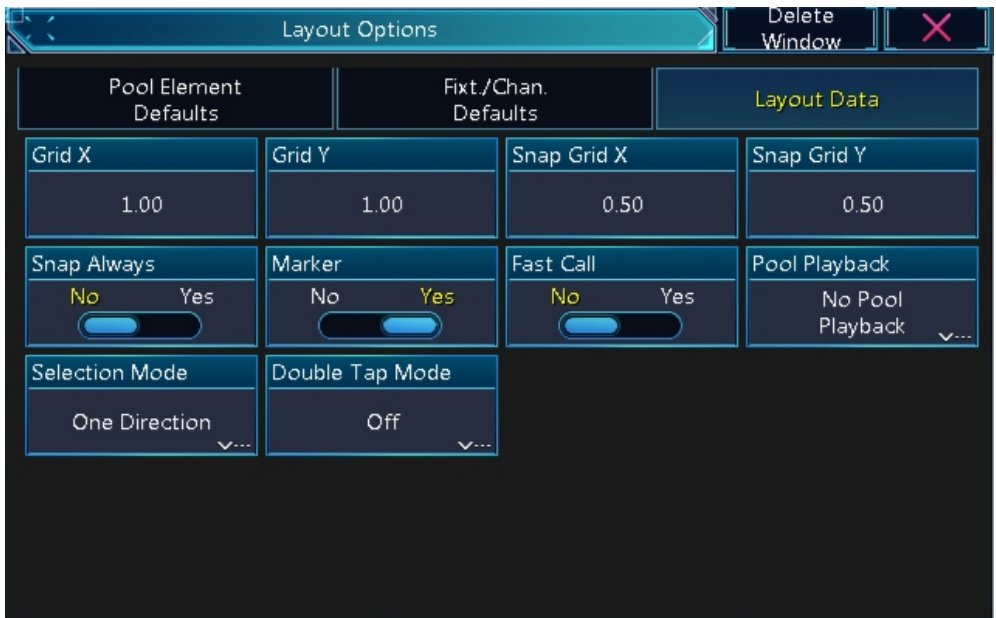 Layout Options
Delete
Window
Pool Element
Defaults
Fixt./Chan.
Defaults
Layout Data
Grid X
Grid Y
Snap Grid X
Snap Grid Y
1.00
1.00
0.50
0.50
Snap Always
Marker
Fast Call
Pool Playback
No Yes
No Yes
No Yes
No Pool
Playback
Selection Mode
Double Tap Mode
One Direction
Off